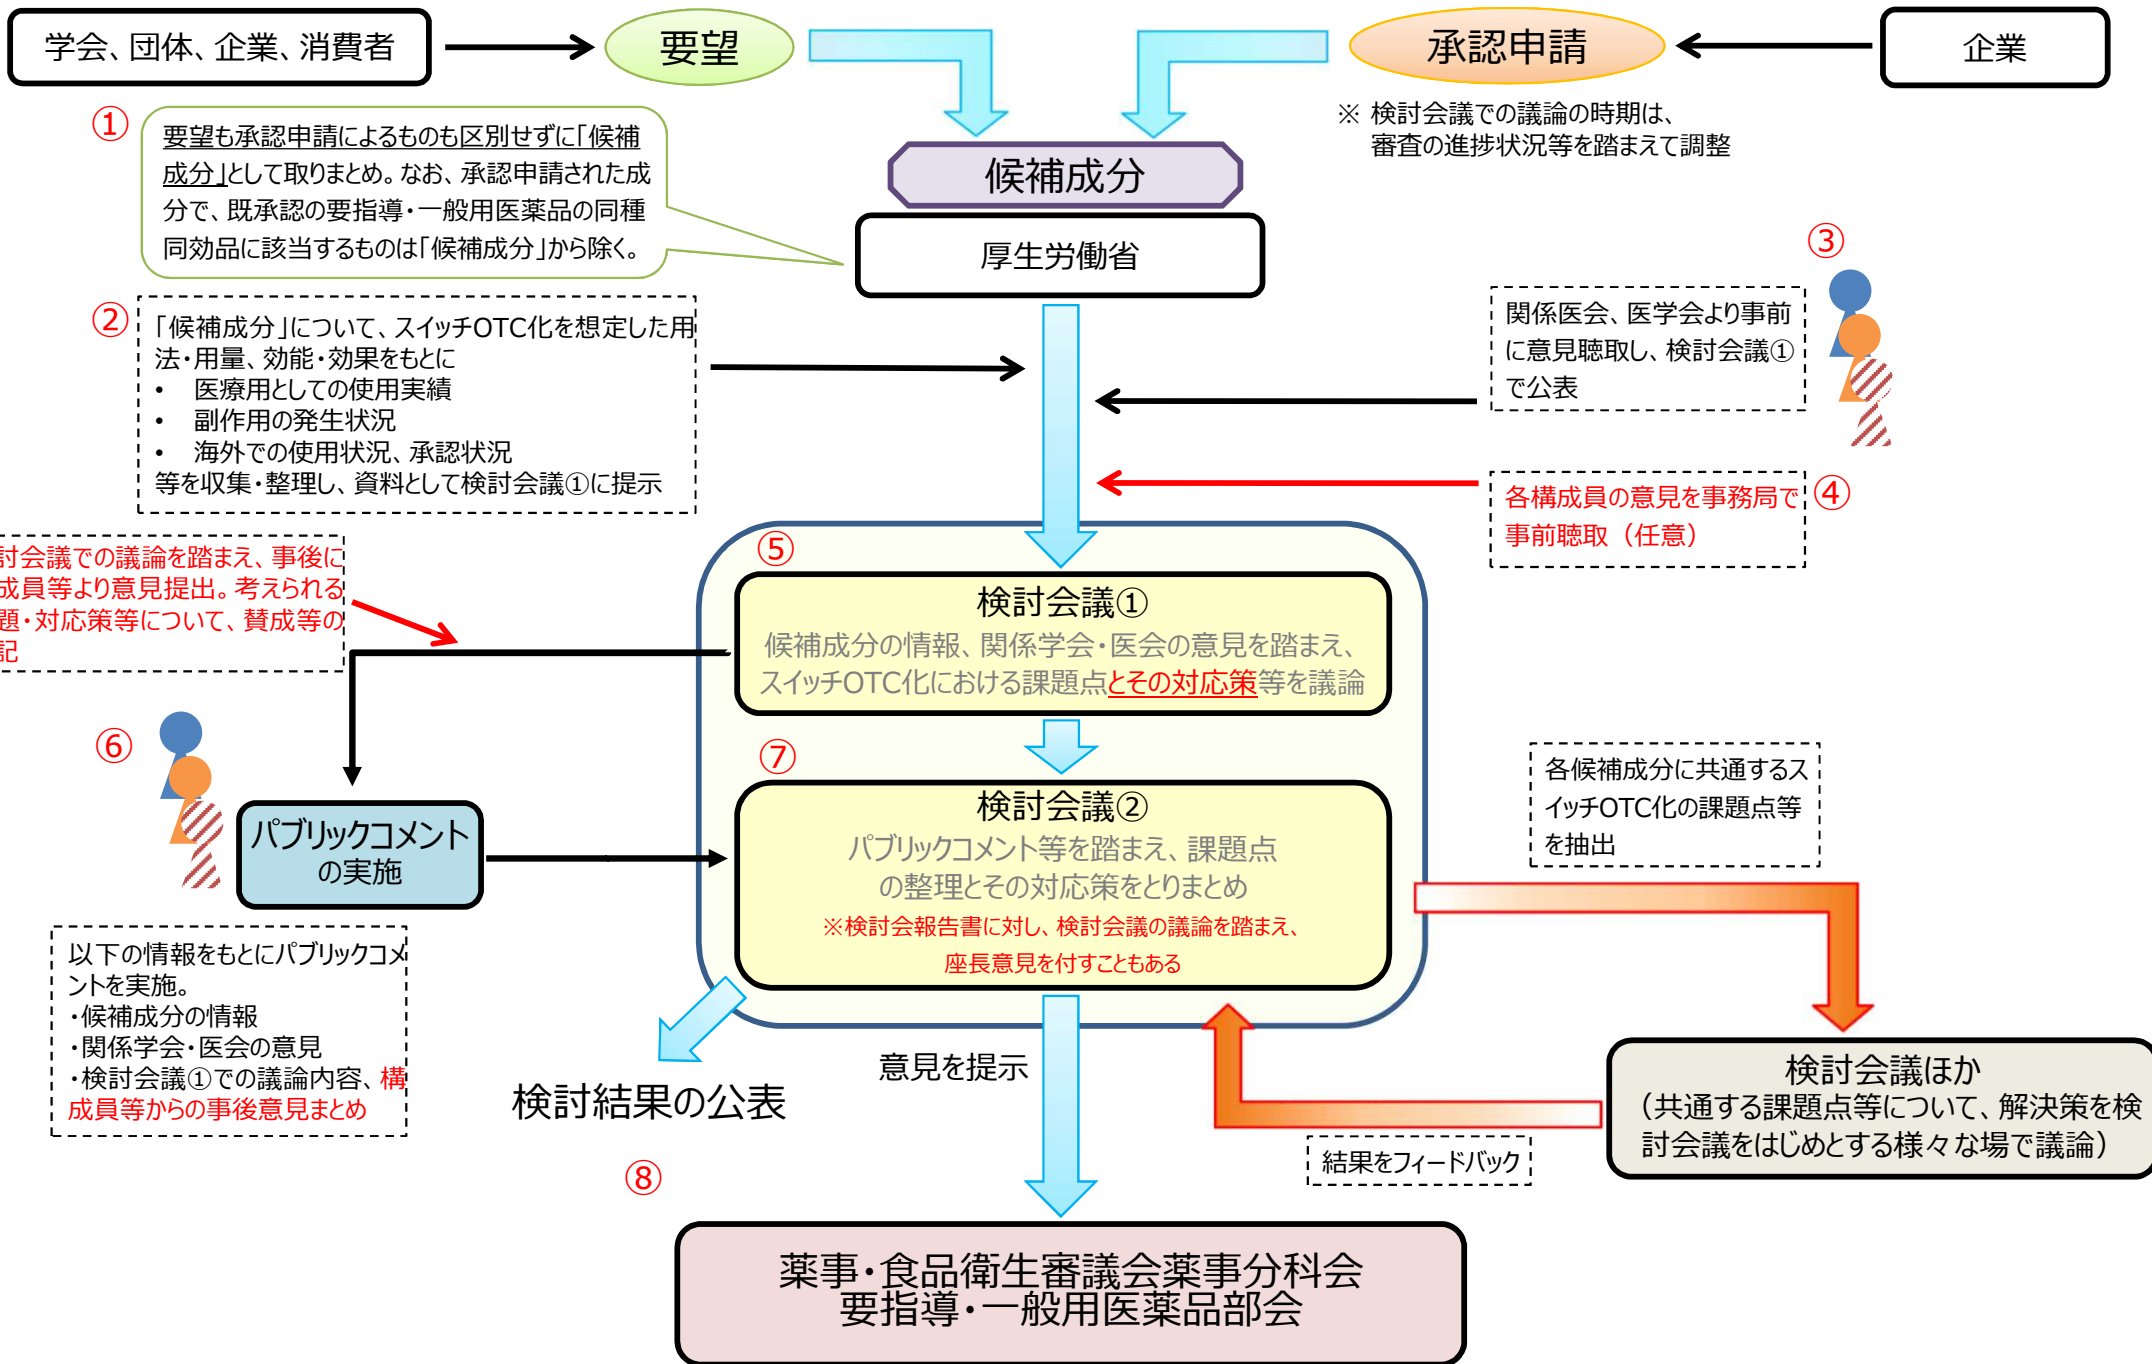 学会、団体、企業、消費者
要望
承認申請
企業
※ 検討会議での議論の時期は、
審査の進捗状況等を踏まえて調整
①
要望も承認申請によるものも区別せずに「候補
成分」として取りまとめ。なお、承認申請された成
分で、既承認の要指導・一般用医薬品の同種
同効品に該当するものは「候補成分」から除く。
候補成分
厚生労働省
②
「候補成分」について、スイッチOTC化を想定した用
法・用量、効能・効果をもとに
• 医療用としての使用実績
• 副作用の発生状況
• 海外での使用状況、承認状況
等を収集・整理し、資料として検討会議①に提示
③
関係医会、医学会より事前
に意見聴取し、検討会議①
で公表
④
各構成員の意見を事務局で
事前聴取（任意）
討会議での議論を踏まえ、事後に
成員等より意見提出。考えられる
題・対応策等について、賛成等の
記
⑤
検討会議①
候補成分の情報、関係学会・医会の意見を踏まえ、
スイッチOTC化における課題点とその対応策等を議論
⑥
パブリックコメント
の実施
以下の情報をもとにパブリックコメ
ントを実施。
・候補成分の情報
・関係学会・医会の意見
・検討会議①での議論内容、構
成員等からの事後意見まとめ
⑦
検討会議②
パブリックコメント等を踏まえ、課題点
の整理とその対応策をとりまとめ
※検討会報告書に対し、検討会議の議論を踏まえ、
座長意見を付すこともある
各候補成分に共通するス
イッチOTC化の課題点等
を抽出
検討会議ほか
（共通する課題点等について、解決策を検
討会議をはじめとする様々な場で議論）
結果をフィードバック
意見を提示
検討結果の公表
⑧
薬事・食品衛生審議会薬事分科会
要指導・一般用医薬品部会